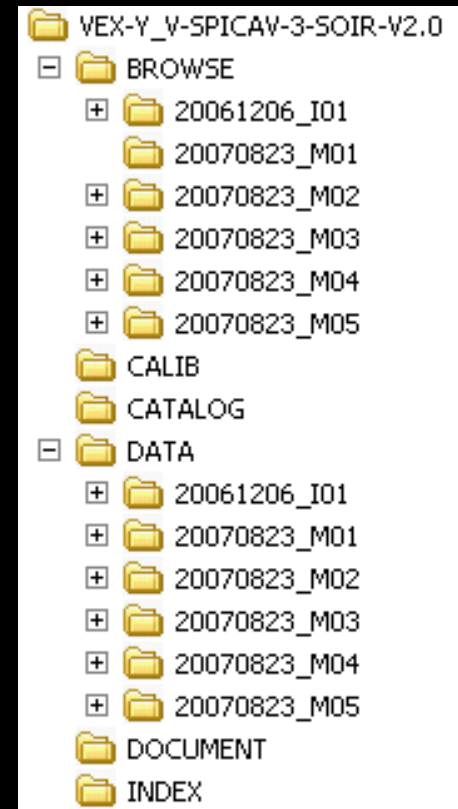 VEX-Y_V-SPICAV-3-SOIR-V2.0
BROWSE
20061206_I01
20070823_M01
20070823_M02
20070823_M03
20070823_M04
20070823_M05
CALIB
CATALOG
DATA
20061206_I01
20070823_M01
20070823_M02
20070823_M03
20070823_M04
20070823_M05
DOCUMENT
INDEX